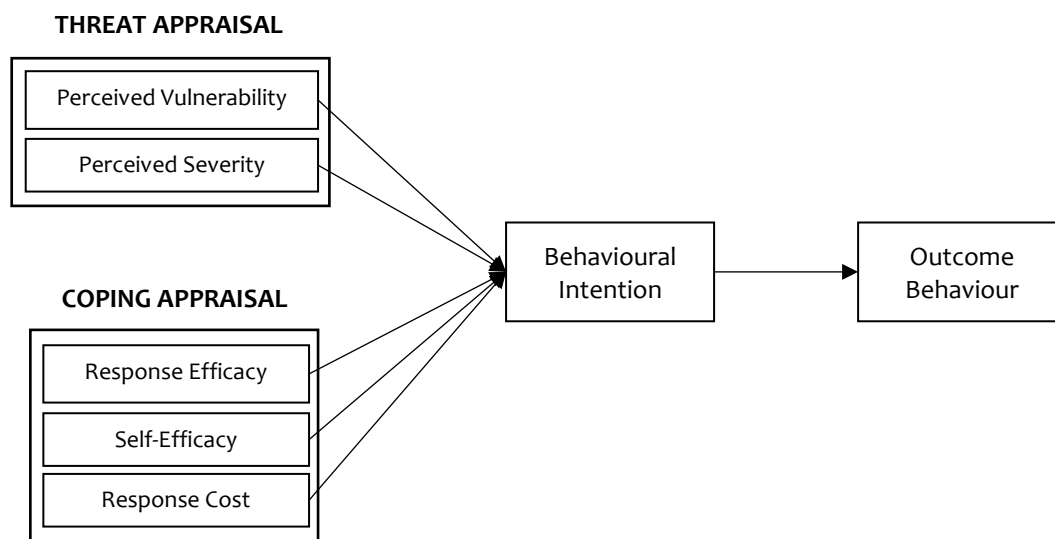 THREAT APPRAISAL
Perceived Vulnerability
Perceived Severity
COPING APPRAISAL
Response Efficacy
Self-Efficacy
Response Cost
Behavioural
Intention
Outcome
Behaviour